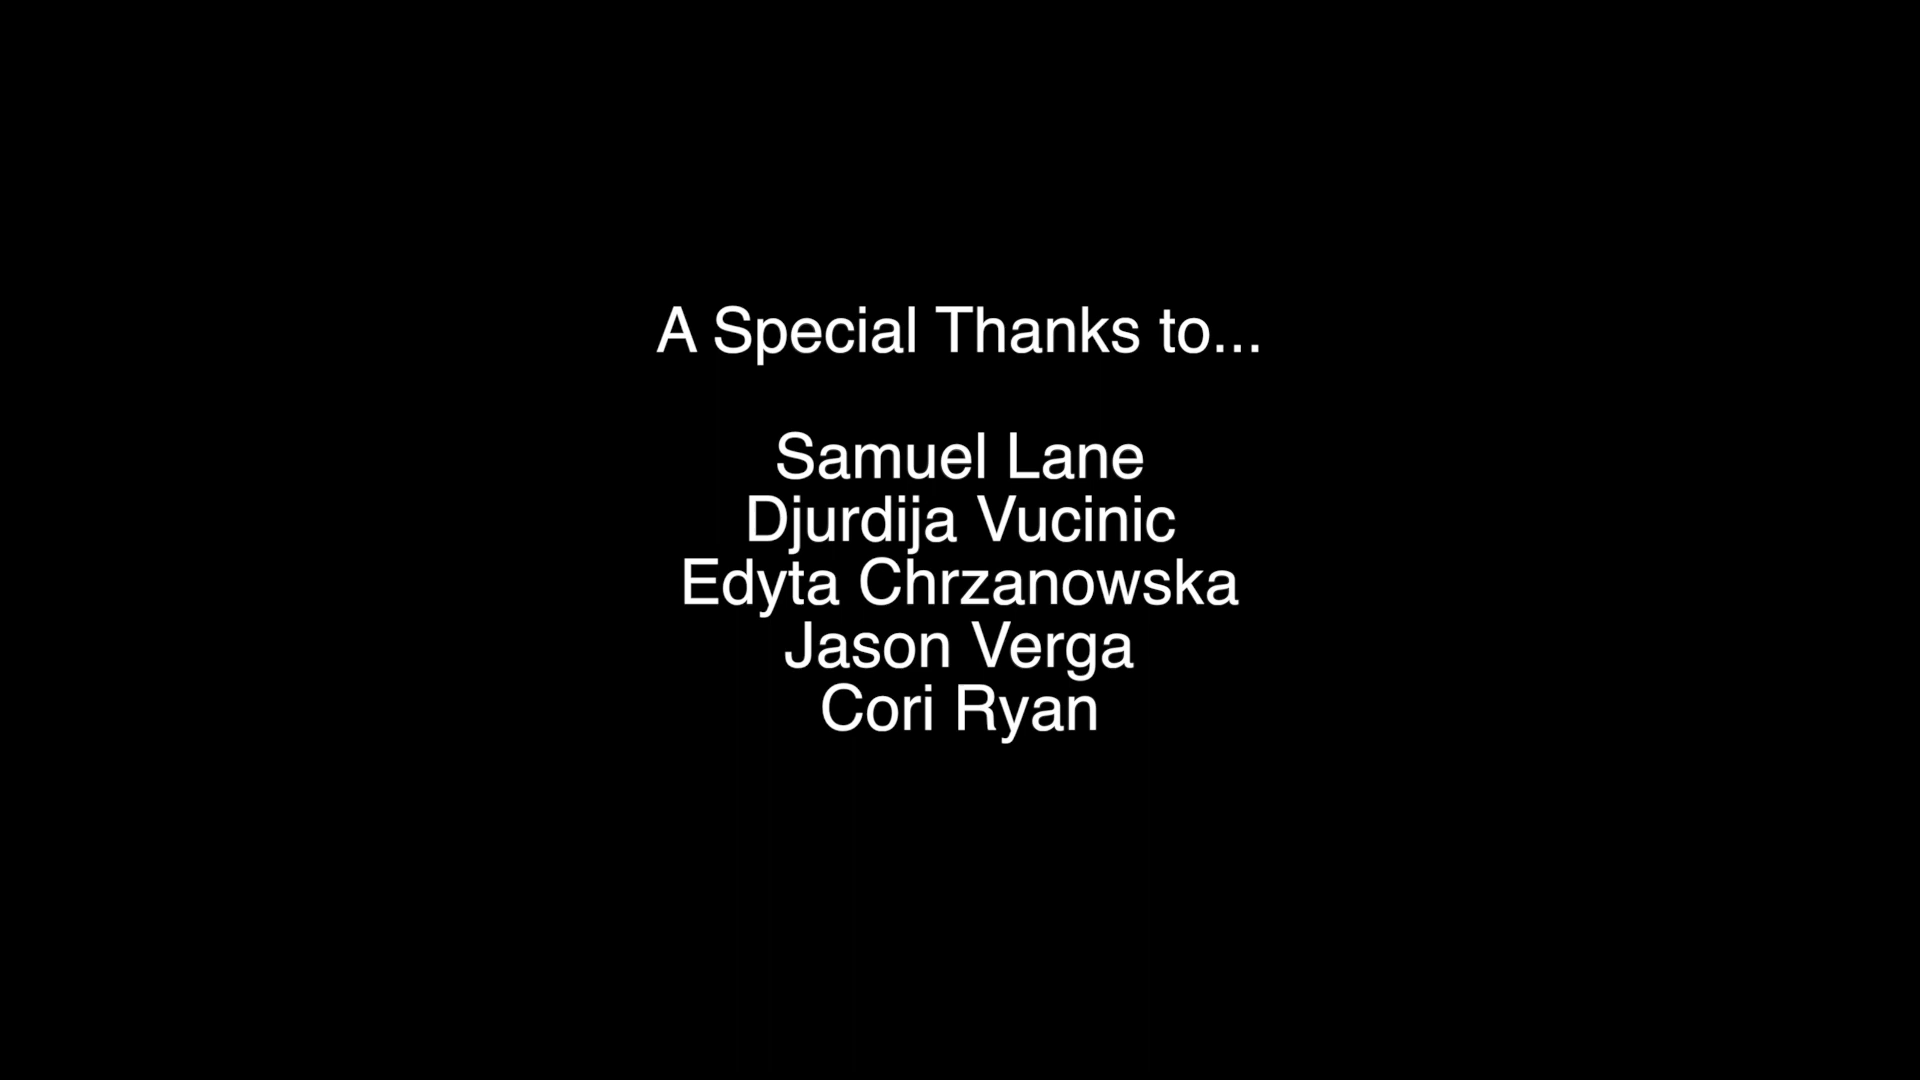 A Special Thanks to...
Samuel Lane
Djurdija Vucinic
Edyta Chrzanowska
Jason Verga
Cori Ryan